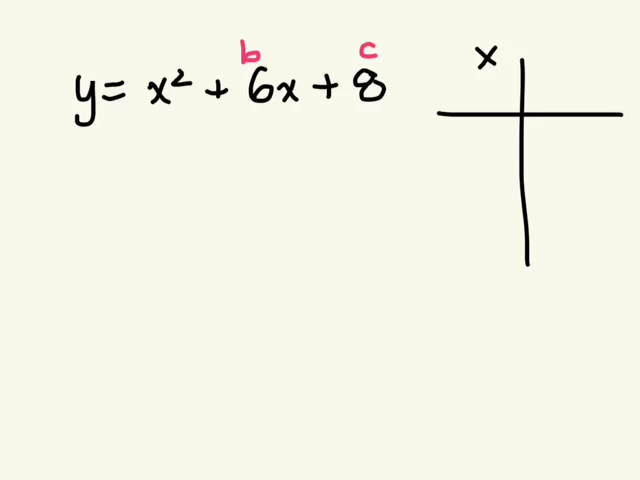 b c
y = x² + 6x + 8
x